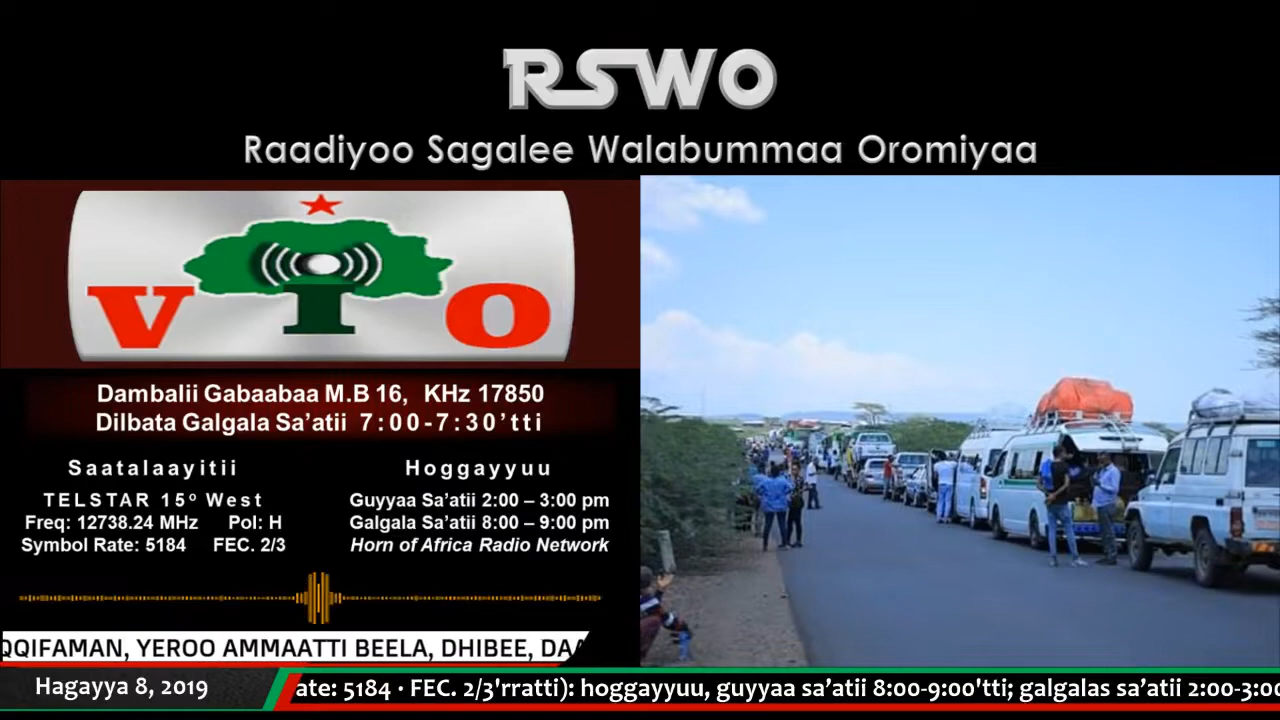 RSWO
Raadiyoo Sagalee Walabummaa Oromiyaa
V I O
Dambalii Gabaabaa M.B 16, KHz 17850
Dilbata Galgala Sa’atii 7:00-7:30’tti
Saatalaayitii
TELSTAR 15º West
Freq: 12738.24 MHz Pol: H
Symbol Rate: 5184 FEC. 2/3
Hoggayyuu
Guyyaa Sa’atii 2:00 – 3:00 pm
Galgala Sa’atii 8:00 – 9:00 pm
Horn of Africa Radio Network
QQIFAMAN, YEROO AMMAATTI BEELA, DHIBEE, DAA
Hagayya 8, 2019
ate: 5184 · FEC. 2/3'rratti): hoggayyuu, guyyaa sa’atii 8:00-9:00'tti; galgalas sa’atii 2:00-3:00